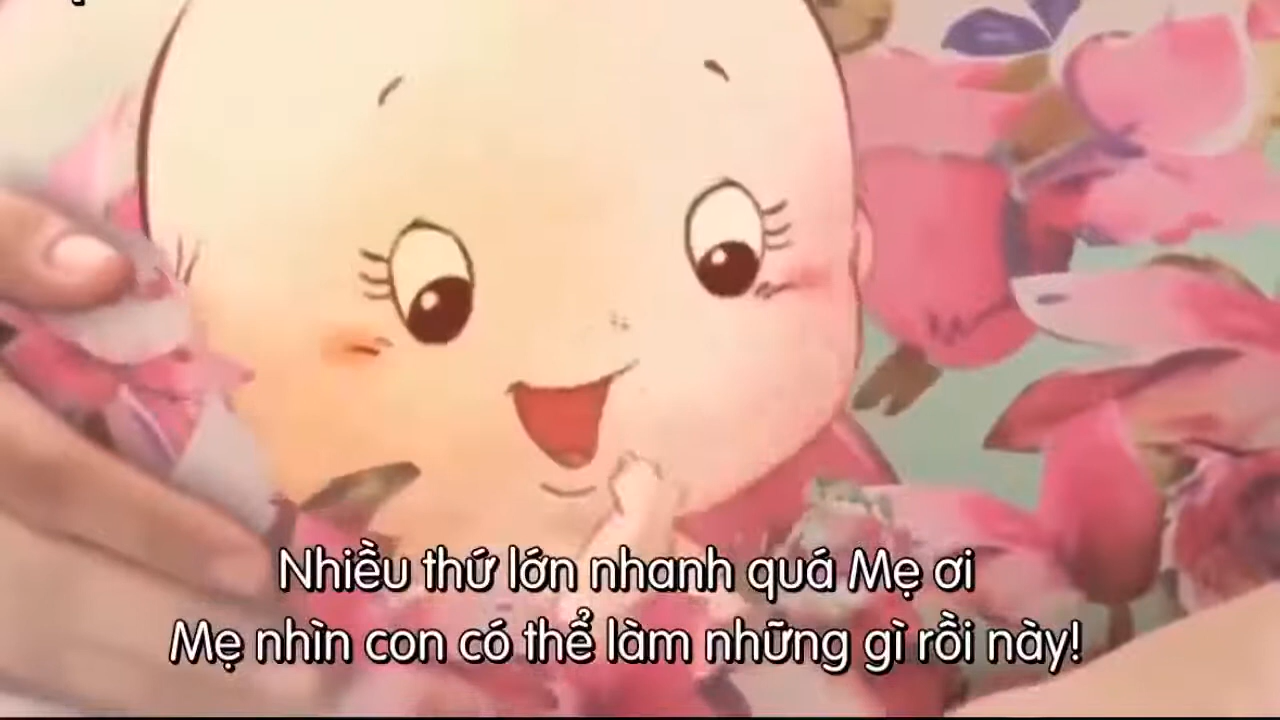 Nhiều thứ lớn nhanh quá Mẹ ơi
Mẹ nhìn con có thể làm những gì rồi này!